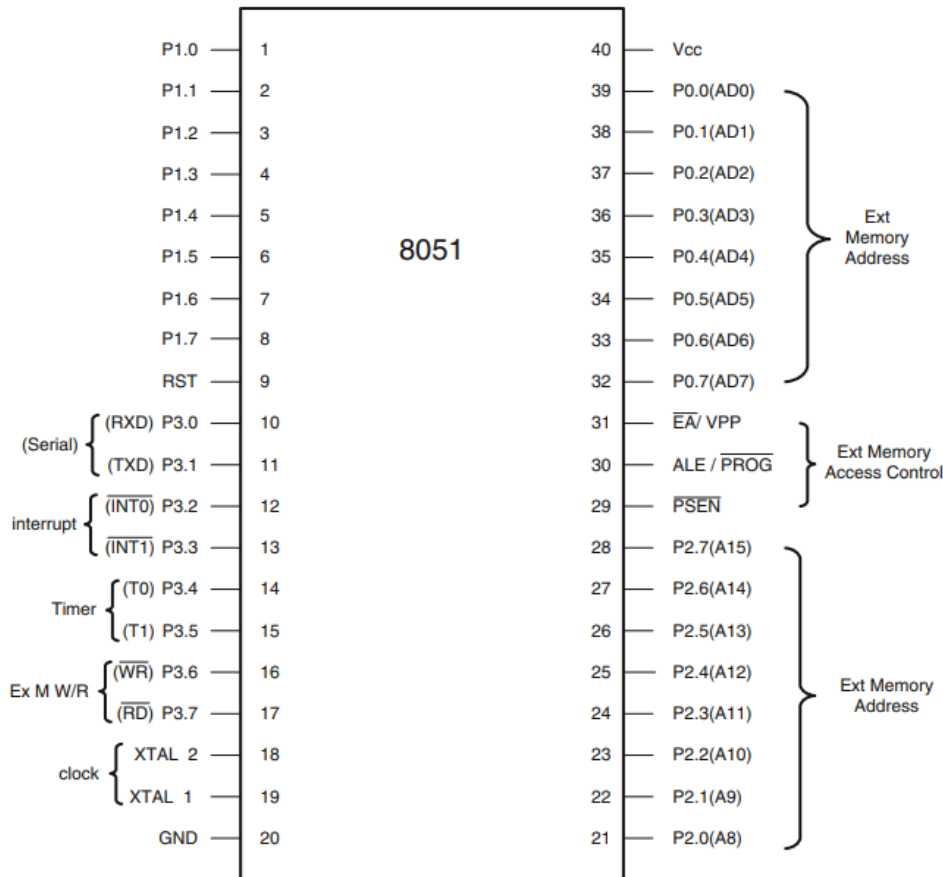 P1.0 1 40 Vcc
P1.1 2 39 P0.0(AD0)
P1.2 3 38 P0.1(AD1)
P1.3 4 37 P0.2(AD2)
P1.4 5 36 P0.3(AD3)
Ext
Memory
Address
8051
P1.5 6 35 P0.4(AD4)
P1.6 7 34 P0.5(AD5)
P1.7 8 33 P0.6(AD6)
RST 9 32 P0.7(AD7)
(Serial)
(RXD) P3.0 10 31 E̅A̅/ VPP
(TXD) P3.1 11 30 ALE / P̅R̅O̅G̅
Ext Memory
Access Control
interrupt
(I̅N̅T̅0̅) P3.2 12 29 P̅S̅E̅N̅
(I̅N̅T̅1̅) P3.3 13 28 P2.7(A15)
Timer
(T0) P3.4 14 27 P2.6(A14)
(T1) P3.5 15 26 P2.5(A13)
Ex M W/R
(W̅R̅) P3.6 16 25 P2.4(A12)
(R̅D̅) P3.7 17 24 P2.3(A11)
Ext Memory
Address
clock
XTAL 2 18 23 P2.2(A10)
XTAL 1 19 22 P2.1(A9)
GND 20 21 P2.0(A8)